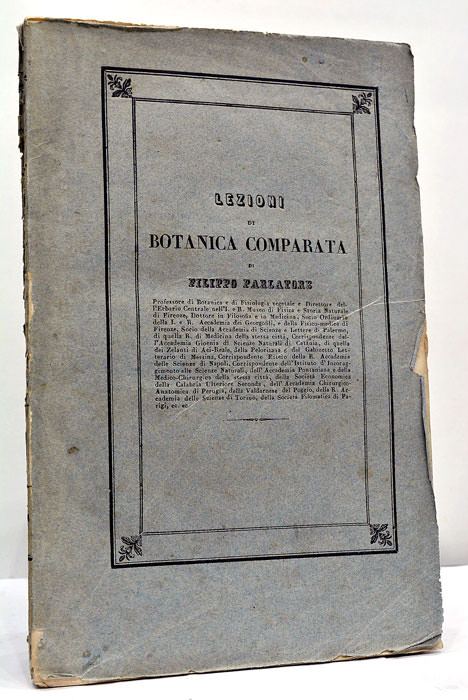 LEZIONI
DI
BOTANICA COMPARATA
DI
FILIPPO PARLATORE
Professore di Botanica e di Fisiologia vegetale e Direttore del-
l'Erbario Centrale nell'I. e R. Museo di Fisica e Storia Naturale
di Firenze, Dottore in Filosofia e in Medicina, Socio Ordinario
della I. e R. Accademia dei Georgofili, e della Fisico-medica di
Firenze, Socio della Accademia di Scienze e Lettere di Palermo,
di quella R. di Medicina della stessa città, Corrispondente dal-
l'Accademia Gioenia di Scienze Naturali di Catania, di quella
dei Zelanti di Aci-Reale, della Peloritana e del Gabinetto Let-
terario di Messina, Corrispondente Estero della R. Accademia
delle Scienze di Napoli, Corrispondente dell'Istituto d'Incorag-
giamento alle Scienze Naturali, dell'Accademia Pontaniana e della
Medico-Chirurgica della stessa città, della Società Economica
della Calabria Ulteriore Seconda, dell'Accademia Chirurgico-
Anatomica di Perugia, della Valdarnese del Poggio, della R. Ac-
cademia delle Scienze di Torino, della Società Filomatica di Pa-
rigi, ec. ec.